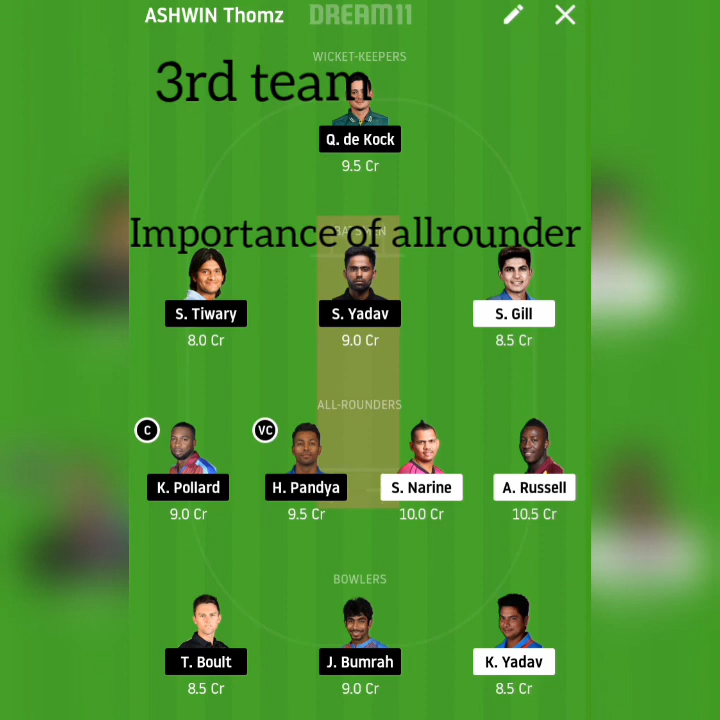 ASHWIN Thomz DREAM11
WICKET-KEEPERS
3rd team
Q. de Kock
9.5 Cr
Importance of allrounder
BATSMEN
S. Tiwary S. Yadav S. Gill
8.0 Cr 9.0 Cr 8.5 Cr
ALL-ROUNDERS
C VC
K. Pollard H. Pandya S. Narine A. Russell
9.0 Cr 9.5 Cr 10.0 Cr 10.5 Cr
BOWLERS
T. Boult J. Bumrah K. Yadav
8.5 Cr 9.0 Cr 8.5 Cr